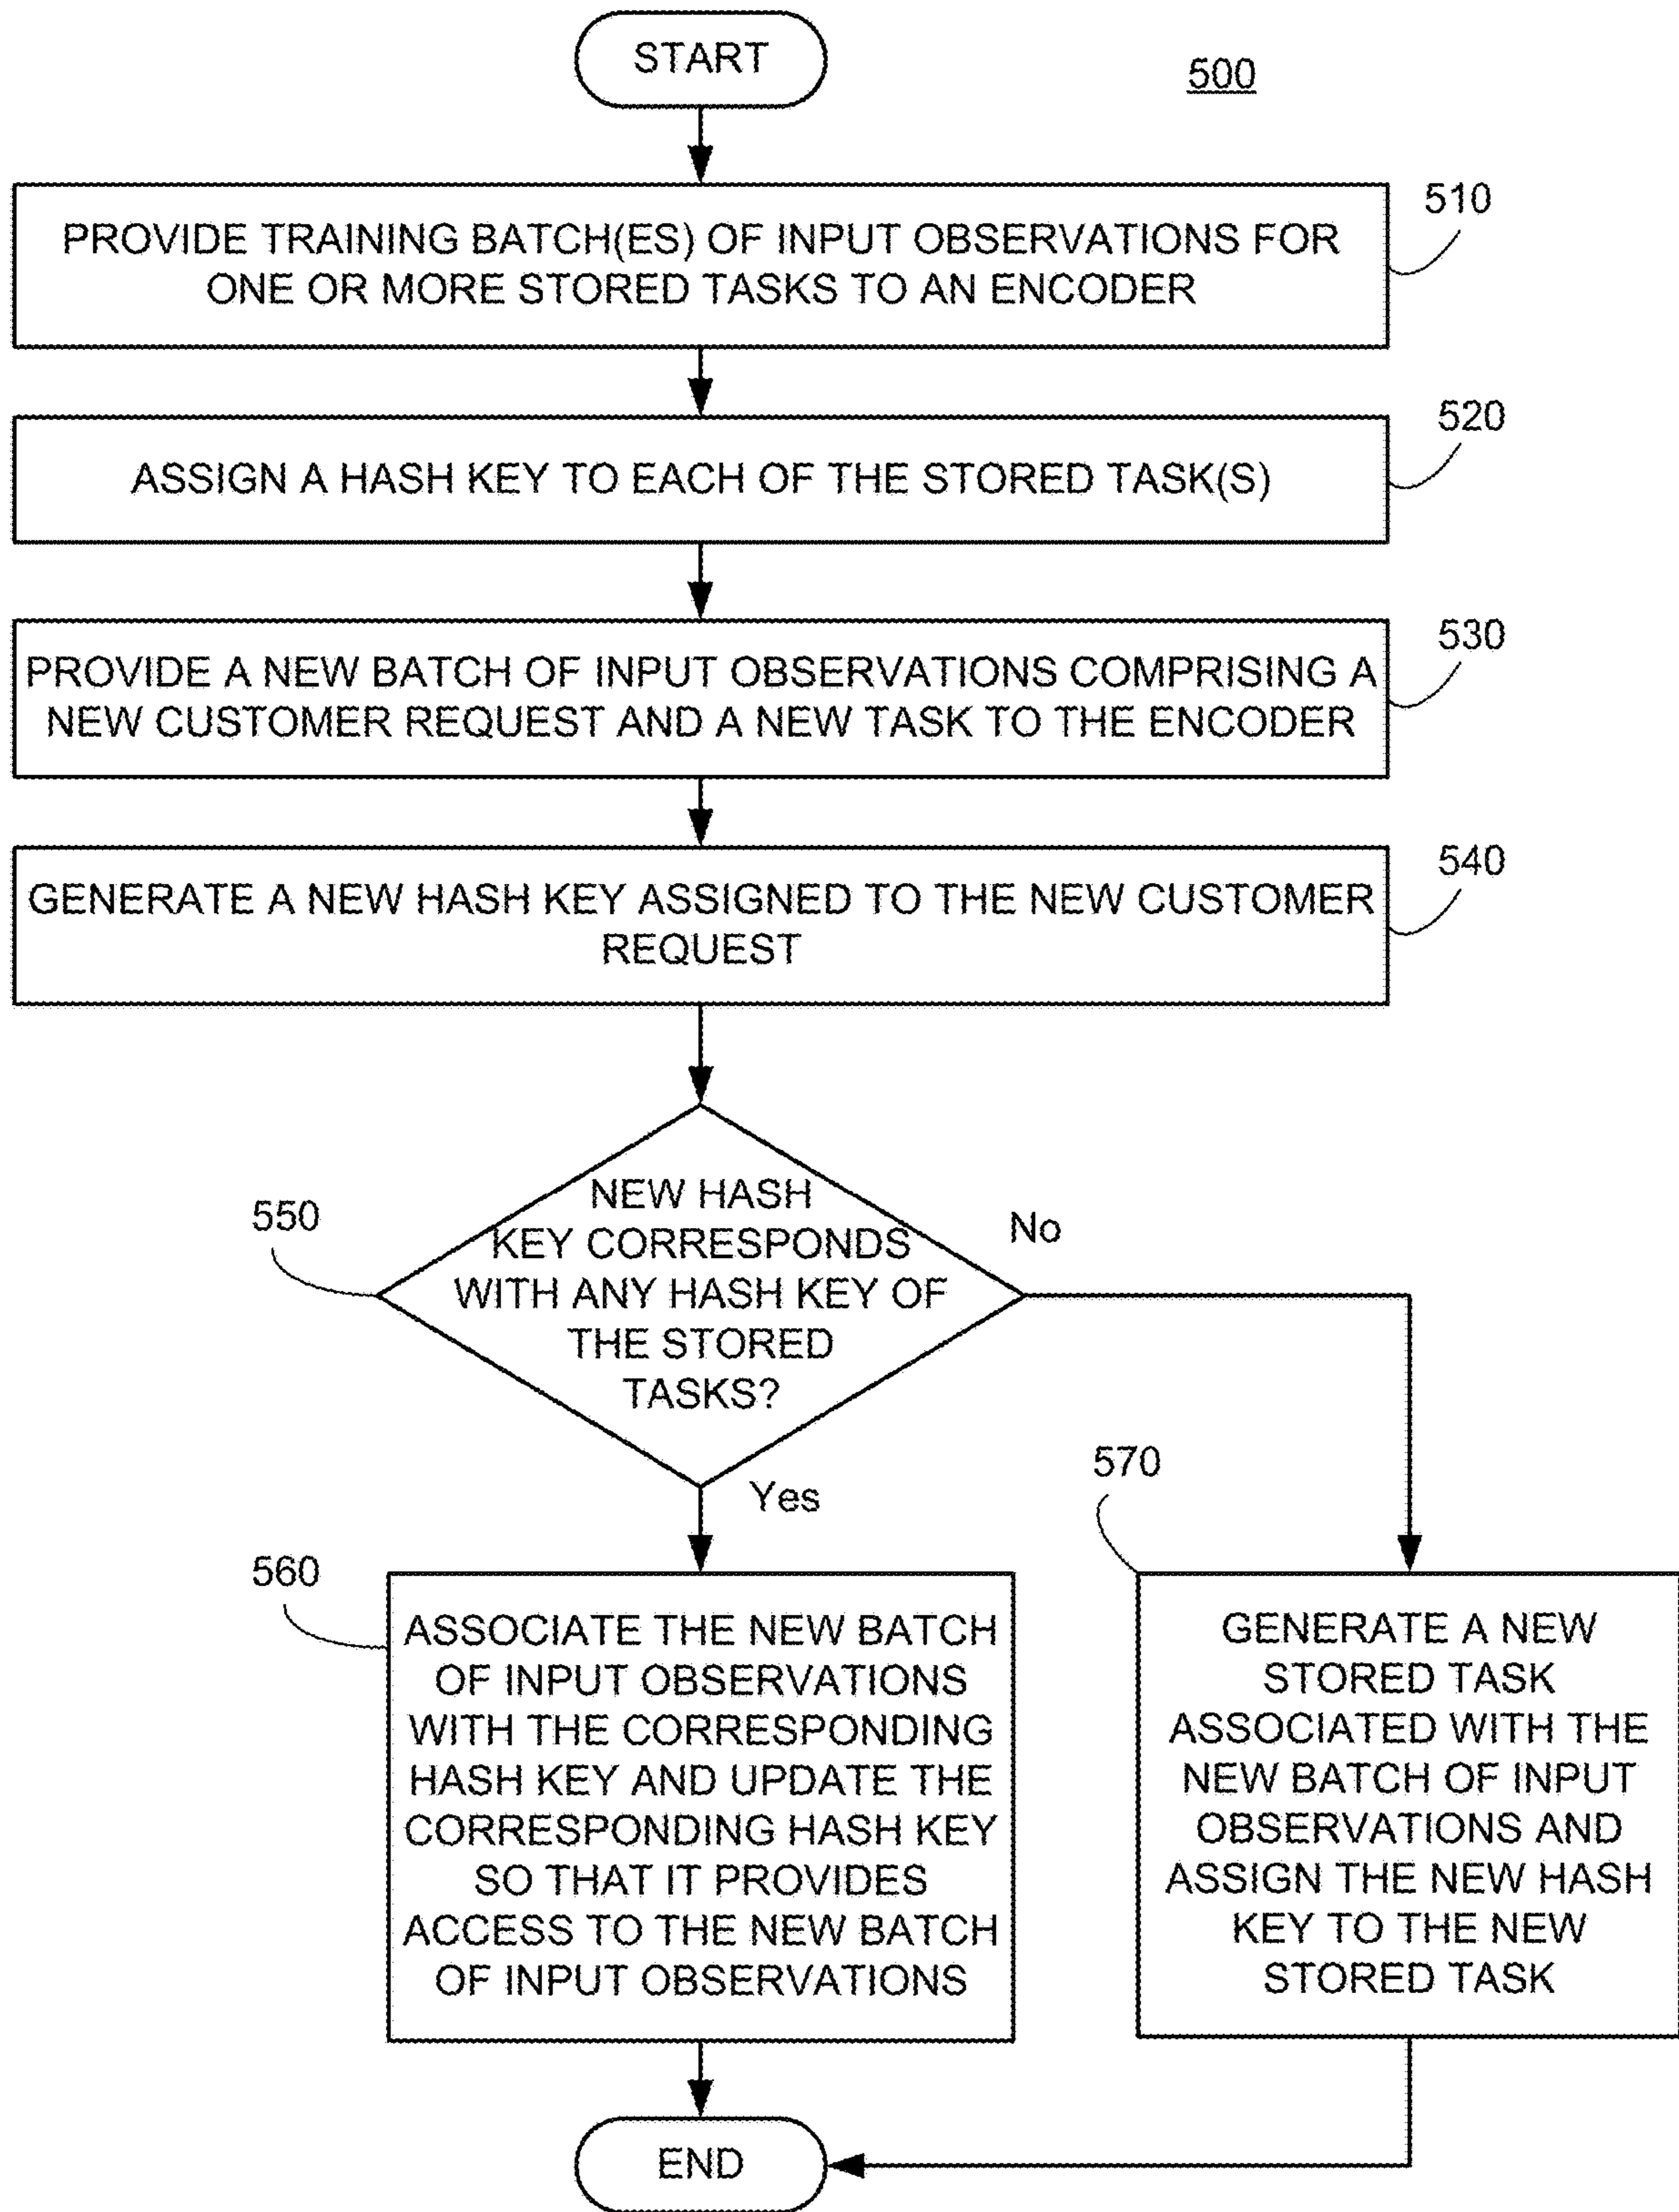 START
500
PROVIDE TRAINING BATCH(ES) OF INPUT OBSERVATIONS FOR
ONE OR MORE STORED TASKS TO AN ENCODER
510
ASSIGN A HASH KEY TO EACH OF THE STORED TASK(S)
520
PROVIDE A NEW BATCH OF INPUT OBSERVATIONS COMPRISING A
NEW CUSTOMER REQUEST AND A NEW TASK TO THE ENCODER
530
GENERATE A NEW HASH KEY ASSIGNED TO THE NEW CUSTOMER
REQUEST
540
550
NEW HASH
KEY CORRESPONDS
WITH ANY HASH KEY OF
THE STORED
TASKS?
No
Yes
560
ASSOCIATE THE NEW BATCH
OF INPUT OBSERVATIONS
WITH THE CORRESPONDING
HASH KEY AND UPDATE THE
CORRESPONDING HASH KEY
SO THAT IT PROVIDES
ACCESS TO THE NEW BATCH
OF INPUT OBSERVATIONS
570
GENERATE A NEW
STORED TASK
ASSOCIATED WITH THE
NEW BATCH OF INPUT
OBSERVATIONS AND
ASSIGN THE NEW HASH
KEY TO THE NEW
STORED TASK
END